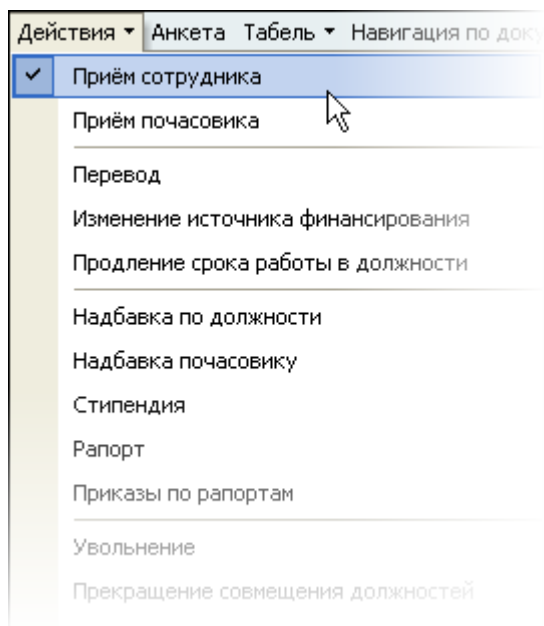 Действия Анкета Табель Навигация по доку
Приём сотрудника
Приём почасовика
Перевод
Изменение источника финансирования
Продление срока работы в должности
Надбавка по должности
Надбавка почасовику
Стипендия
Рапорт
Приказы по рапортам
Увольнение
Прекращение совмещения должностей